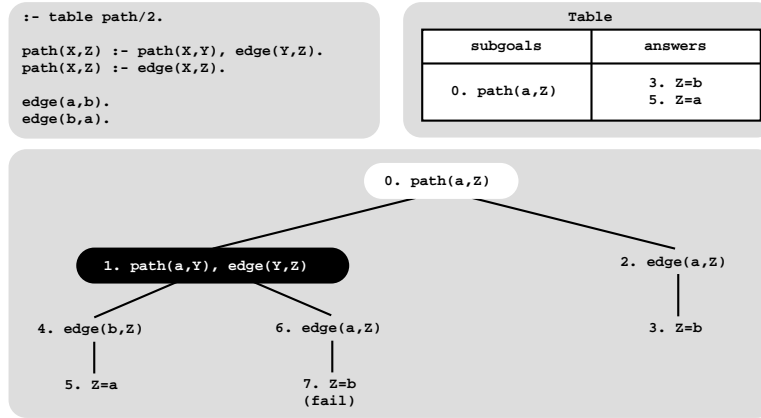 :- table path/2.
path(X,Z) :- path(X,Y), edge(Y,Z).
path(X,Z) :- edge(X,Z).
edge(a,b).
edge(b,a).
Table
subgoals answers
0. path(a,Z)
3. Z=b
5. Z=a
0. path(a,Z)
1. path(a,Y), edge(Y,Z)
2. edge(a,Z)
4. edge(b,Z) 6. edge(a,Z) 3. Z=b
5. Z=a 7. Z=b
(fail)